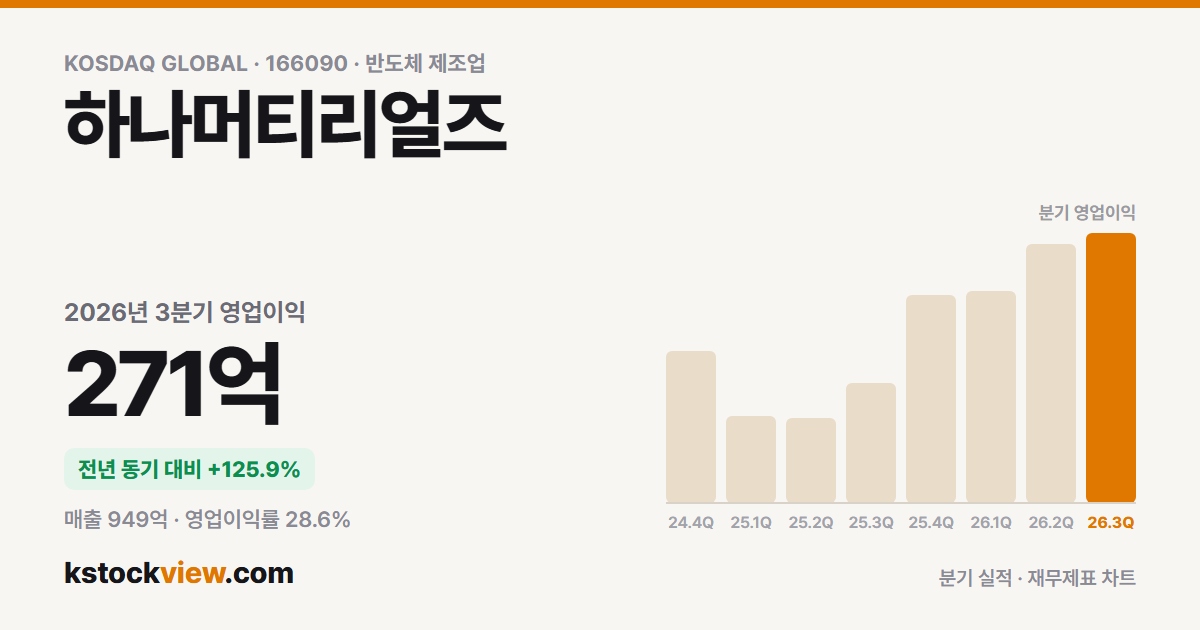 KOSDAQ GLOBAL · 166090 · 반도체 제조업
하나머티리얼즈
분기 영업이익
2026년 3분기 영업이익
271억
전년 동기 대비 +125.9%
매출 949억 · 영업이익률 28.6%
24.4Q 25.1Q 25.2Q 25.3Q 25.4Q 26.1Q 26.2Q 26.3Q
kstockview.com
분기 실적 · 재무제표 차트